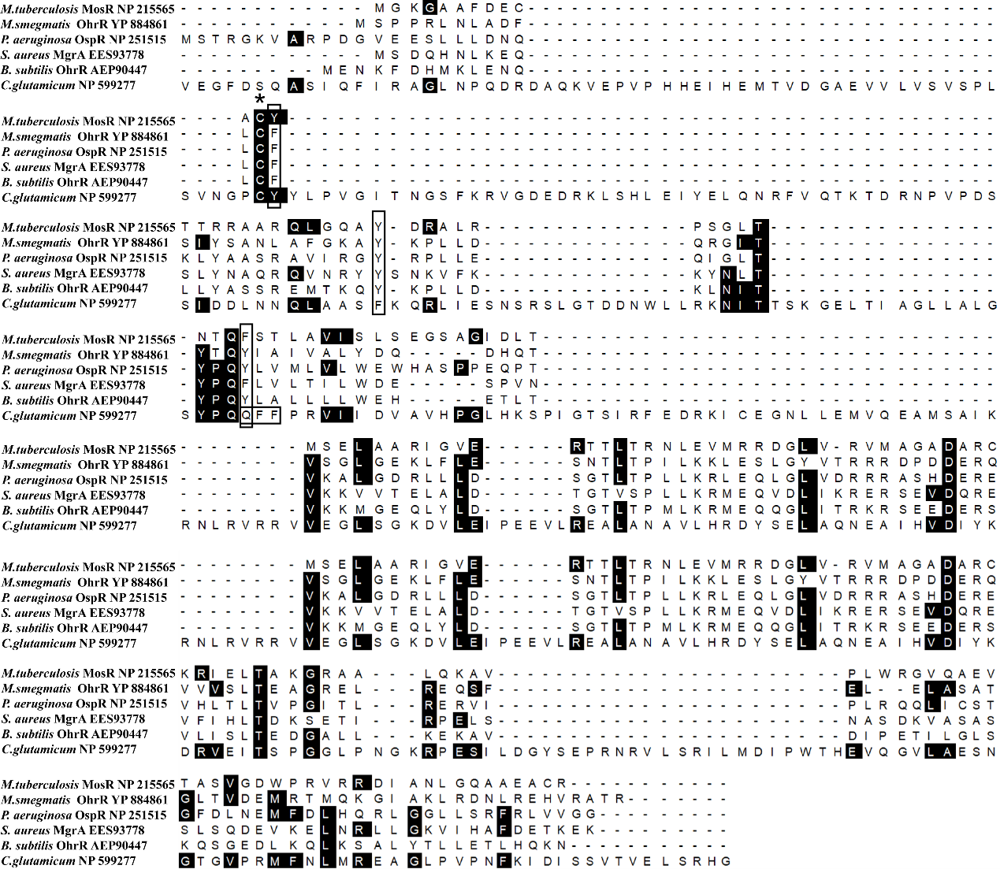 M.tuberculosis MosR NP 215565 - - - - - - - - - - - - M G K G A A F D E C - - - - - - - - - - - - - - - - - - - - - - - - - - - - - - -
M.smegmatis OhrR YP 884861 - - - - - - - - - - - M S P P R L N L A D F - - - - - - - - - - - - - - - - - - - - - - - - - - - - - - -
P. aeruginosa OspR NP 251515 M S T R G K V A R P D G V E E S L L L D N Q - - - - - - - - - - - - - - - - - - - - - - - - - - - - - - -
S. aureus MgrA EES93778 - - - - - - - - - - - - M S D Q H N L K E Q - - - - - - - - - - - - - - - - - - - - - - - - - - - - - - -
B. subtilis OhrR AEP90447 - - - - - - - - - M E N K F D H M K L E N Q - - - - - - - - - - - - - - - - - - - - - - - - - - - - - - -
C.glutamicum NP 599277 V E G F D S Q A S I Q F I R A G L N P Q D R D A Q K V E P V P H H E I H E M T V D G A E V V L V S V S P L
*
M.tuberculosis MosR NP 215565 - - - - A C Y - - - - - - - - - - - - - - - - - - - - - - - - - - - - - - - - - - - - - - - - - - - - - -
M.smegmatis OhrR YP 884861 - - - - L C F - - - - - - - - - - - - - - - - - - - - - - - - - - - - - - - - - - - - - - - - - - - - - -
P. aeruginosa OspR NP 251515 - - - - L C F - - - - - - - - - - - - - - - - - - - - - - - - - - - - - - - - - - - - - - - - - - - - - -
S. aureus MgrA EES93778 - - - - L C F - - - - - - - - - - - - - - - - - - - - - - - - - - - - - - - - - - - - - - - - - - - - - -
B. subtilis OhrR AEP90447 - - - - L C F - - - - - - - - - - - - - - - - - - - - - - - - - - - - - - - - - - - - - - - - - - - - - -
C.glutamicum NP 599277 S V N G P C Y Y L P V G I T N G S F K R V G D E D R K L S H L E I Y E L Q N R F V Q T K T D R N P V P D S
M.tuberculosis MosR NP 215565 T T R R A A R Q L G Q A Y - D R A L R - - - - - - - - - - - - - - P S G L T - - - - - - - - - - - - - - -
M.smegmatis OhrR YP 884861 S I Y S A N L A F G K A Y - K P L L D - - - - - - - - - - - - - - Q R G I T - - - - - - - - - - - - - - -
P. aeruginosa OspR NP 251515 K L Y A A S R A V I R G Y - R P L L E - - - - - - - - - - - - - - Q I G L T - - - - - - - - - - - - - - -
S. aureus MgrA EES93778 S L Y N A Q R Q V N R Y Y S N K V F K - - - - - - - - - - - - - - K Y N L T - - - - - - - - - - - - - - -
B. subtilis OhrR AEP90447 L L Y A S S R E M T K Q Y - K P L L D - - - - - - - - - - - - - - K L N I T - - - - - - - - - - - - - - -
C.glutamicum NP 599277 S I D D L N N Q L A A S F K Q R L I E S N S R S L G T D D N W L L R K N I T T S K G E L T I A G L L A L G
M.tuberculosis MosR NP 215565 - N T Q F S T L A V I S L S E G S A G I D L T - - - - - - - - - - - - - - - - - - - - - - - - - - - - - -
M.smegmatis OhrR YP 884861 - Y T Q Y I A I V A L Y D Q - - - - - D H Q T - - - - - - - - - - - - - - - - - - - - - - - - - - - - - -
P. aeruginosa OspR NP 251515 - Y P Q Y L V M L V L W E W H A S P P E Q P T - - - - - - - - - - - - - - - - - - - - - - - - - - - - - -
S. aureus MgrA EES93778 - Y P Q F L V L T I L W D E - - - - - S P V N - - - - - - - - - - - - - - - - - - - - - - - - - - - - - -
B. subtilis OhrR AEP90447 - Y P Q Y L A L L L L W E H - - - - - E T L T - - - - - - - - - - - - - - - - - - - - - - - - - - - - - -
C.glutamicum NP 599277 S Y P Q Q F F P R V I I D V A V H P G L H K S P I G T S I R F E D R K I C E G N L L E M V Q E A M S A I K
M.tuberculosis MosR NP 215565 - - - - - - - - M S E L A A R I G V E - - - - - - R T T L T R N L E V M R R D G L V - R V M A G A D A R C
M.smegmatis OhrR YP 884861 - - - - - - - - V S G L G E K L F L E - - - - - - S N T L T P I L K K L E S L G Y V T R R R D P D D E R Q
P. aeruginosa OspR NP 251515 - - - - - - - - V K A L G D R L L L D - - - - - - S G T L T P L L K R L E Q L G L V D R R R A S H D E R E
S. aureus MgrA EES93778 - - - - - - - - V K K V V T E L A L D - - - - - - T G T V S P L L K R M E Q V D L I K R E R S E V D Q R E
B. subtilis OhrR AEP90447 - - - - - - - - V K K M G E Q L Y L D - - - - - - S G T L T P M L K R M E Q Q G L I T R K R S E E D E R S
C.glutamicum NP 599277 R N L R V R R V V E G L S G K D V L E I P E E V L R E A L A N A V L H R D Y S E L A Q N E A I H V D I Y K
M.tuberculosis MosR NP 215565 - - - - - - - - M S E L A A R I G V E - - - - - - R T T L T R N L E V M R R D G L V - R V M A G A D A R C
M.smegmatis OhrR YP 884861 - - - - - - - - V S G L G E K L F L E - - - - - - S N T L T P I L K K L E S L G Y V T R R R D P D D E R Q
P. aeruginosa OspR NP 251515 - - - - - - - - V K A L G D R L L L D - - - - - - S G T L T P L L K R L E Q L G L V D R R R A S H D E R E
S. aureus MgrA EES93778 - - - - - - - - V K K V V T E L A L D - - - - - - T G T V S P L L K R M E Q V D L I K R E R S E V D Q R E
B. subtilis OhrR AEP90447 - - - - - - - - V K K M G E Q L Y L D - - - - - - S G T L T P M L K R M E Q Q G L I T R K R S E E D E R S
C.glutamicum NP 599277 R N L R V R R V V E G L S G K D V L E I P E E V L R E A L A N A V L H R D Y S E L A Q N E A I H V D I Y K
M.tuberculosis MosR NP 215565 K R I E L T A K G R A A - - - L Q K A V - - - - - - - - - - - - - - - - - - - - - - - P L W R G V Q A E V
M.smegmatis OhrR YP 884861 V V V S L T E A G R E L - - - R E Q S F - - - - - - - - - - - - - - - - - - - - - - - E L - - E L A S A T
P. aeruginosa OspR NP 251515 V H L T L T V P G I T L - - - R E R V I - - - - - - - - - - - - - - - - - - - - - - - P L R Q Q L I C S T
S. aureus MgrA EES93778 V F I H L T D K S E T I - - - R P E L S - - - - - - - - - - - - - - - - - - - - - - - N A S D K V A S A S
B. subtilis OhrR AEP90447 V L I S L T E D G A L L - - - K E K A V - - - - - - - - - - - - - - - - - - - - - - - D I P E T I L G L S
C.glutamicum NP 599277 D R V E I T S P G G L P N G K R P E S I L D G Y S E P R N R V L S R I L M D I P W T H E V Q G V L A E S N
M.tuberculosis MosR NP 215565 T A S V G D W P R V R R D I A N L G Q A A E A C R - - - - - - - - - - -
M.smegmatis OhrR YP 884861 G L T V D E M R T M Q K G I A K L R D N L R E H V R A T R - - - - - - -
P. aeruginosa OspR NP 251515 G F D L N E M F D L H Q R L G G L L S R F R L V V G G - - - - - - - - -
S. aureus MgrA EES93778 S L S Q D E V K E L N R L L G K V I H A F D E T K E K - - - - - - - - -
B. subtilis OhrR AEP90447 K Q S G E D L K Q L K S A L Y T L L E T L H Q K N - - - - - - - - - - -
C.glutamicum NP 599277 G T G V P R M F N L M R E A G L P V P N F K I D I S S V T V E L S R H G